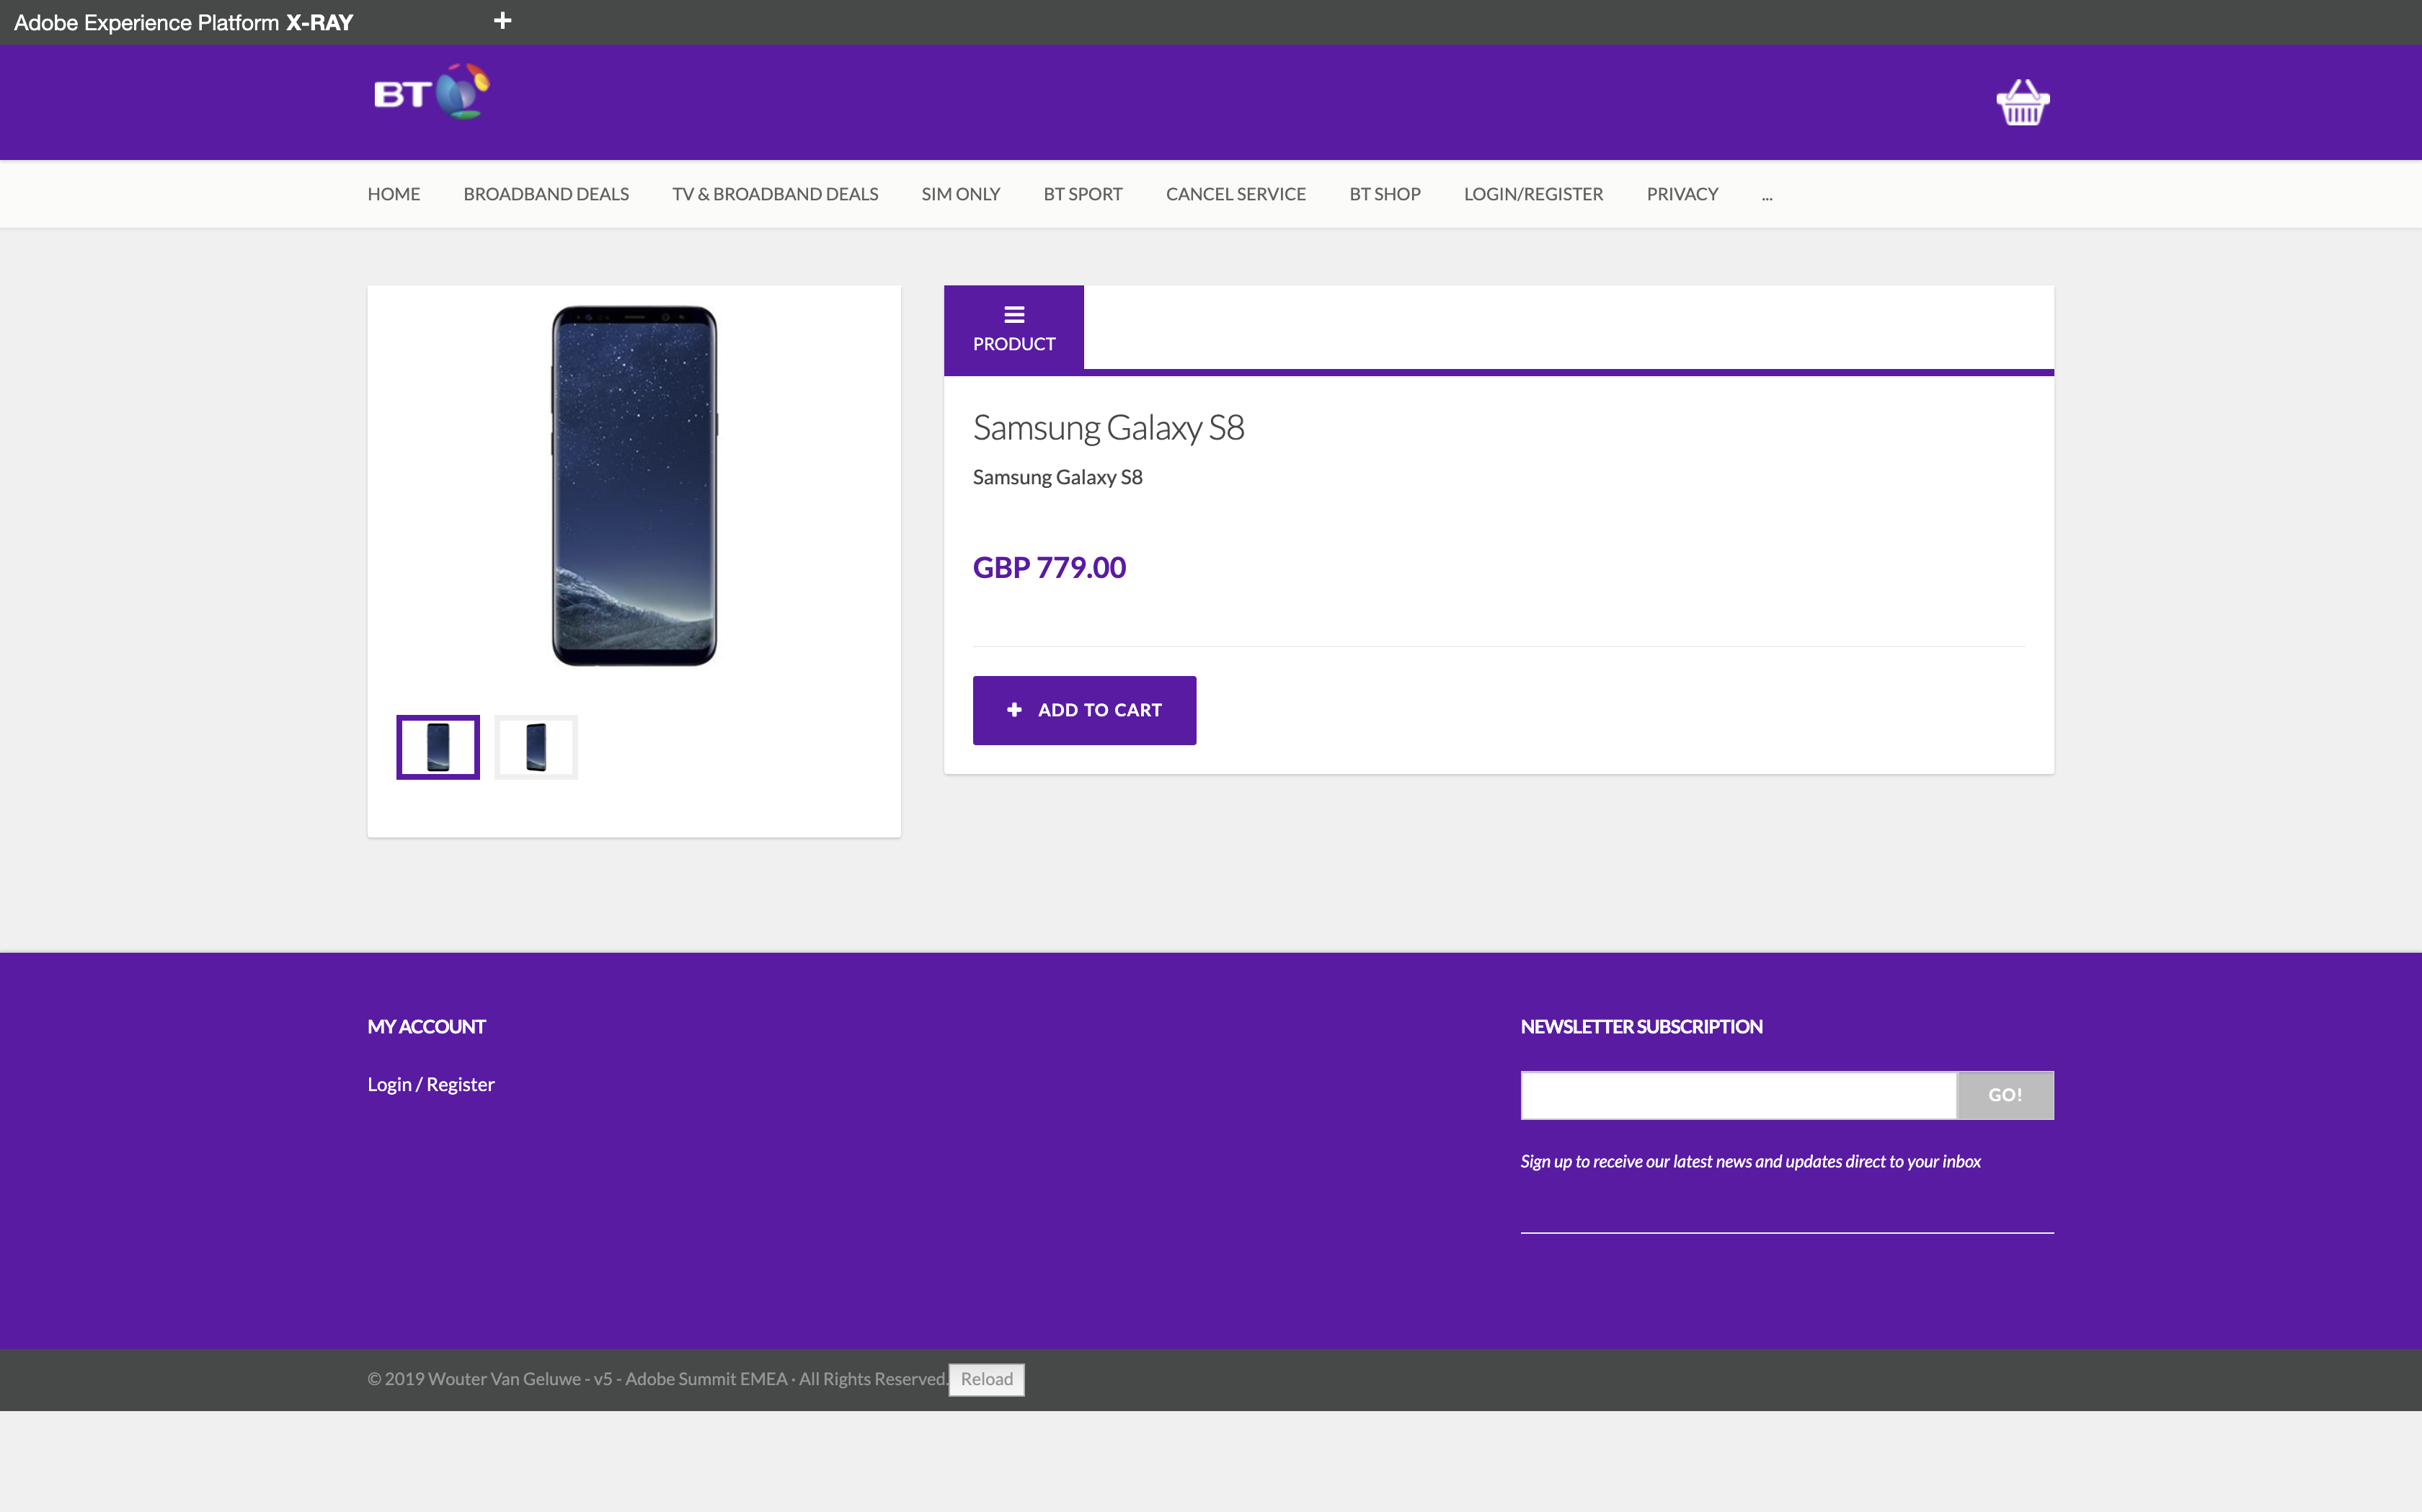 Adobe Experience Platform X-RAY
BT
HOME BROADBAND DEALS TV & BROADBAND DEALS SIM ONLY BT SPORT CANCEL SERVICE BT SHOP LOGIN/REGISTER PRIVACY ...
PRODUCT
Samsung Galaxy S8
Samsung Galaxy S8
GBP 779.00
ADD TO CART
MY ACCOUNT
Login / Register
NEWSLETTER SUBSCRIPTION
GO!
Sign up to receive our latest news and updates direct to your inbox
© 2019 Wouter Van Geluwe - v5 - Adobe Summit EMEA · All Rights Reserved. Reload